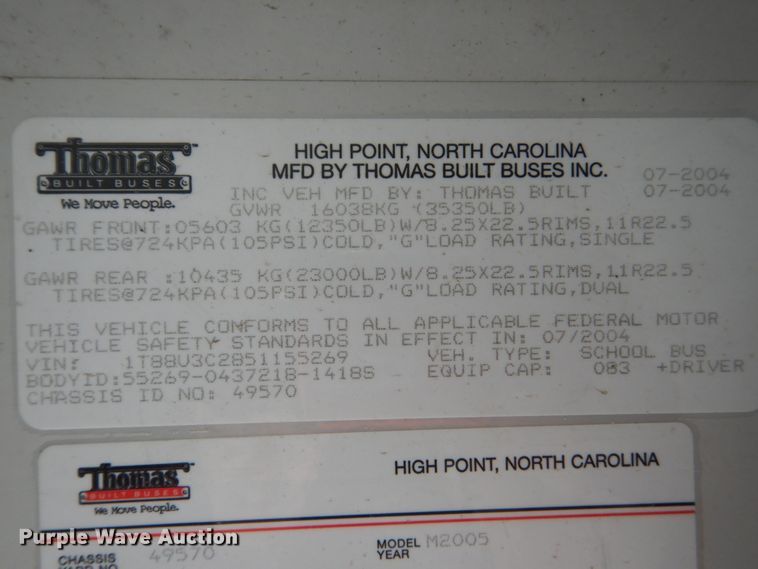 Thomas™
BUILT BUSES
We Move People.
HIGH POINT, NORTH CAROLINA
MFD BY THOMAS BUILT BUSES INC. 07-2004
INC VEH MFD BY: THOMAS BUILT 07-2004
GVWR 16038KG (35350LB)
GAWR FRONT:05603 KG(12350LB)W/8.25X22.5RIMS,11R22.5
TIRES@724KPA(105PSI)COLD,"G"LOAD RATING,SINGLE
GAWR REAR :10435 KG(23000LB)W/8.25X22.5RIMS,11R22.5
TIRES@724KPA(105PSI)COLD,"G"LOAD RATING,DUAL
THIS VEHICLE CONFORMS TO ALL APPLICABLE FEDERAL MOTOR
VEHICLE SAFETY STANDARDS IN EFFECT IN: 07/2004
VIN: 1T88U3C2851155269 VEH. TYPE: SCHOOL BUS
BODYID:55269-0437218-1418S EQUIP CAP: 083 +DRIVER
CHASSIS ID NO: 49570
Thomas™
BUILT BUSES
We Move People.
HIGH POINT, NORTH CAROLINA
Purple Wave Auction
CHASSIS 49570 MODEL M2005
YEAR